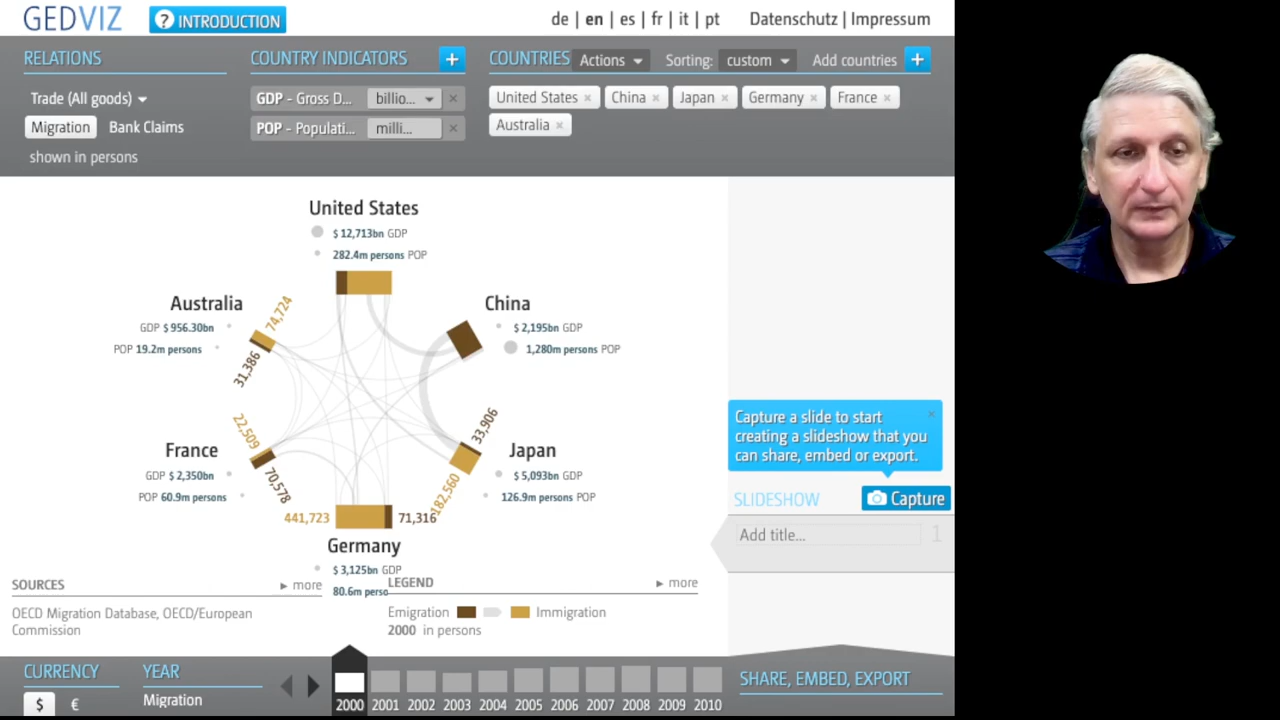 GEDVIZ
? INTRODUCTION
de | en | es | fr | it | pt
Datenschutz | Impressum
RELATIONS
Trade (All goods)
Migration
Bank Claims
shown in persons
COUNTRY INDICATORS
+
GDP - Gross D...
billio...
×
POP - Populati...
milli...
×
COUNTRIES
Actions
Sorting:
custom
Add countries
+
United States ×
China ×
Japan ×
Germany ×
France ×
Australia ×
United States
$ 12,713bn GDP
282.4m persons POP
China
$ 2,195bn GDP
1,280m persons POP
Australia
GDP $ 956.30bn
POP 19.2m persons
74,724
31,386
France
GDP $ 2,350bn
POP 60.9m persons
22,509
70,578
Japan
$ 5,093bn GDP
126.9m persons POP
33,906
182,560
441,723
71,316
Germany
$ 3,125bn GDP
80.6m perso
SOURCES
more
OECD Migration Database, OECD/European
Commission
LEGEND
more
Emigration
Immigration
2000 in persons
Capture a slide to start
creating a slideshow that you
can share, embed or export.
×
SLIDESHOW
Capture
Add title...
1
CURRENCY
$
€
YEAR
Migration
2000 2001 2002 2003 2004 2005 2006 2007 2008 2009 2010
SHARE, EMBED, EXPORT